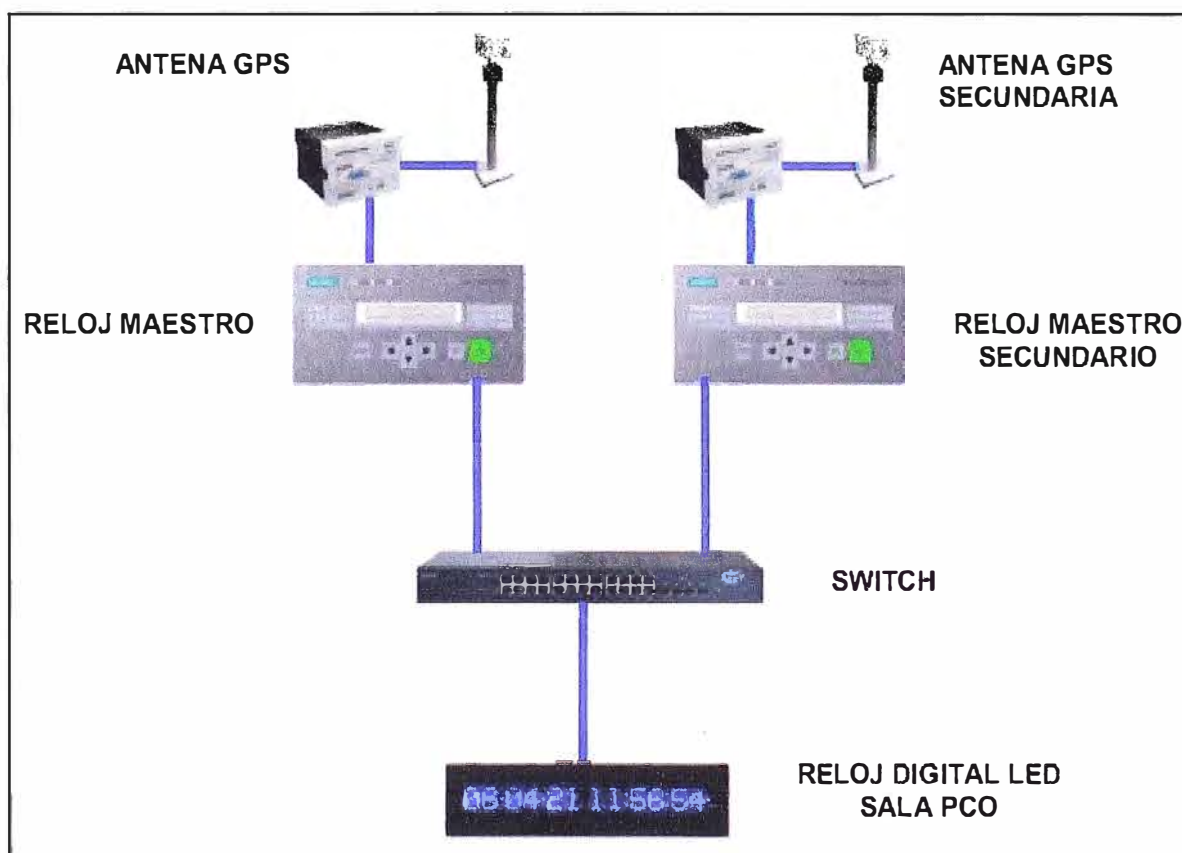 ANTENA GPS
ANTENA GPS
SECUNDARIA
RELOJ MAESTRO
RELOJ MAESTRO
SECUNDARIO
SWITCH
RELOJ DIGITAL LED
SALA PCO
06:04:21 11:56:54